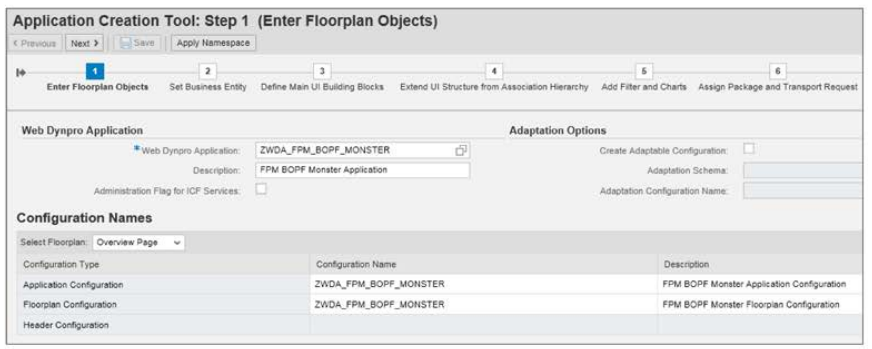 Application Creation Tool: Step 1 (Enter Floorplan Objects)
Previous Next Save Apply Namespace
1 2 3 4 5 6
Enter Floorplan Objects Set Business Entity Define Main UI Building Blocks Extend UI Structure from Association Hierarchy Add Filter and Charts Assign Package and Transport Request
Web Dynpro Application Adaptation Options
* Web Dynpro Application: ZWDA_FPM_BOPF_MONSTER Create Adaptable Configuration:
Description: FPM BOPF Monster Application Adaptation Schema:
Administration Flag for ICF Services: Adaptation Configuration Name:
Configuration Names
Select Floorplan: Overview Page
Configuration Type Configuration Name Description
Application Configuration ZWDA_FPM_BOPF_MONSTER FPM BOPF Monster Application Configuration
Floorplan Configuration ZWDA_FPM_BOPF_MONSTER FPM BOPF Monster Floorplan Configuration
Header Configuration